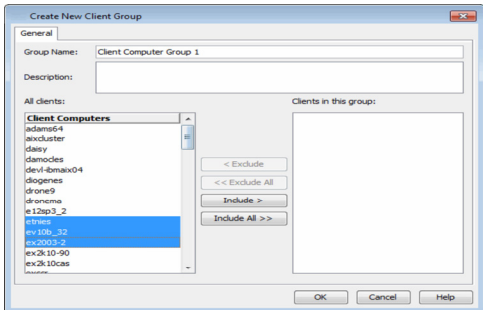 Create New Client Group
General
Group Name: Client Computer Group 1
Description:
All clients:
Clients in this group:
Client Computers
adams64
aixcluster
daisy
damocles
devl-ibmaix04
diogenes
drone9
dronema
e12sp3_2
etnies
ev10b_32
ex2003-2
ex2k10-90
ex2k10cas
< Exclude
<< Exclude All
Include >
Include All >>
OK
Cancel
Help